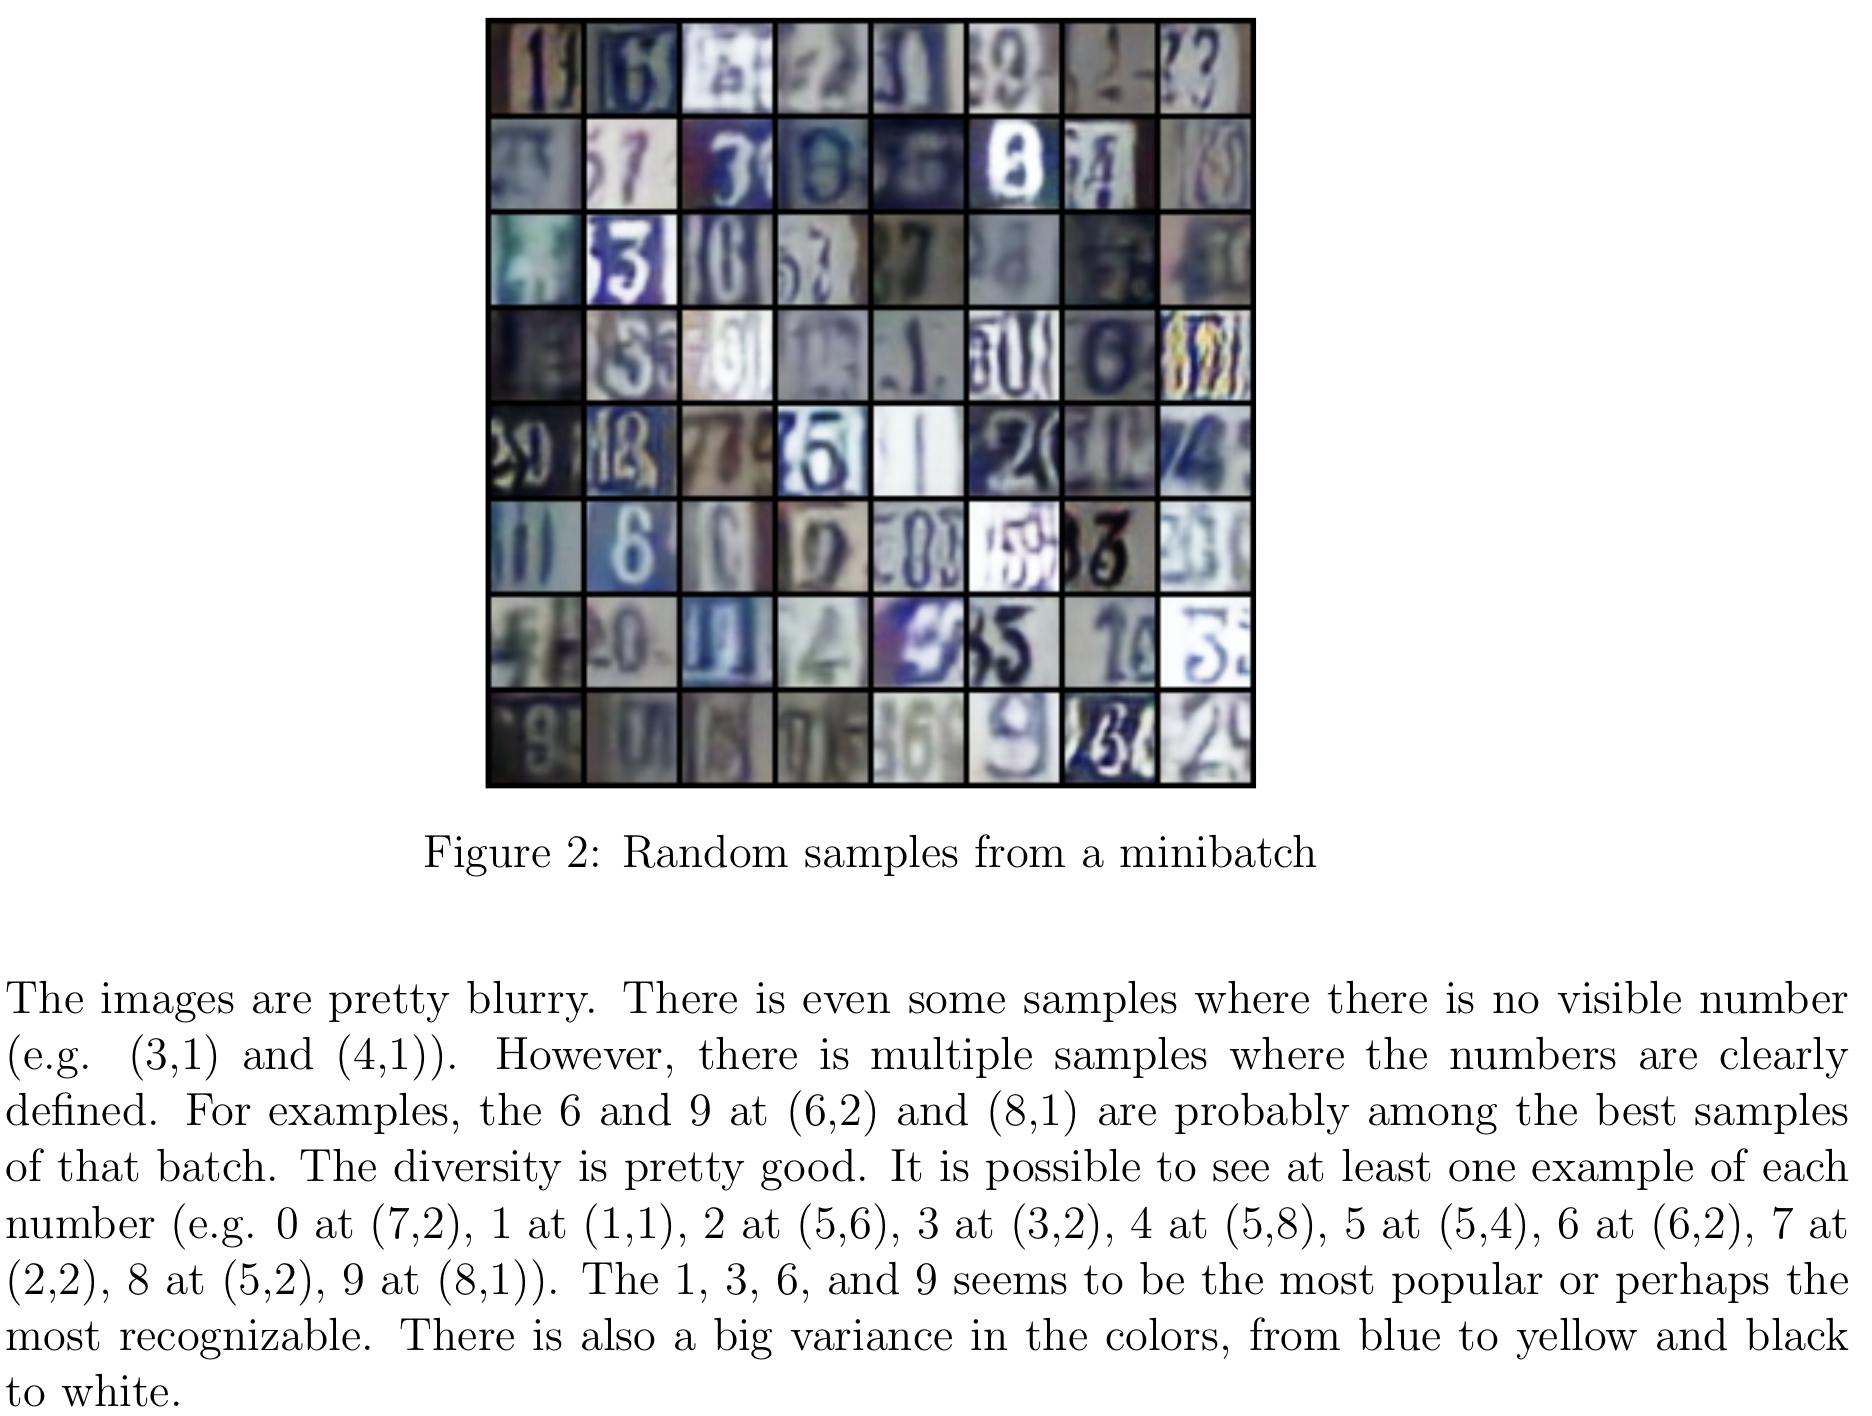 Figure 2: Random samples from a minibatch
The images are pretty blurry. There is even some samples where there is no visible number
(e.g. (3,1) and (4,1)). However, there is multiple samples where the numbers are clearly
defined. For examples, the 6 and 9 at (6,2) and (8,1) are probably among the best samples
of that batch. The diversity is pretty good. It is possible to see at least one example of each
number (e.g. 0 at (7,2), 1 at (1,1), 2 at (5,6), 3 at (3,2), 4 at (5,8), 5 at (5,4), 6 at (6,2), 7 at
(2,2), 8 at (5,2), 9 at (8,1)). The 1, 3, 6, and 9 seems to be the most popular or perhaps the
most recognizable. There is also a big variance in the colors, from blue to yellow and black
to white.